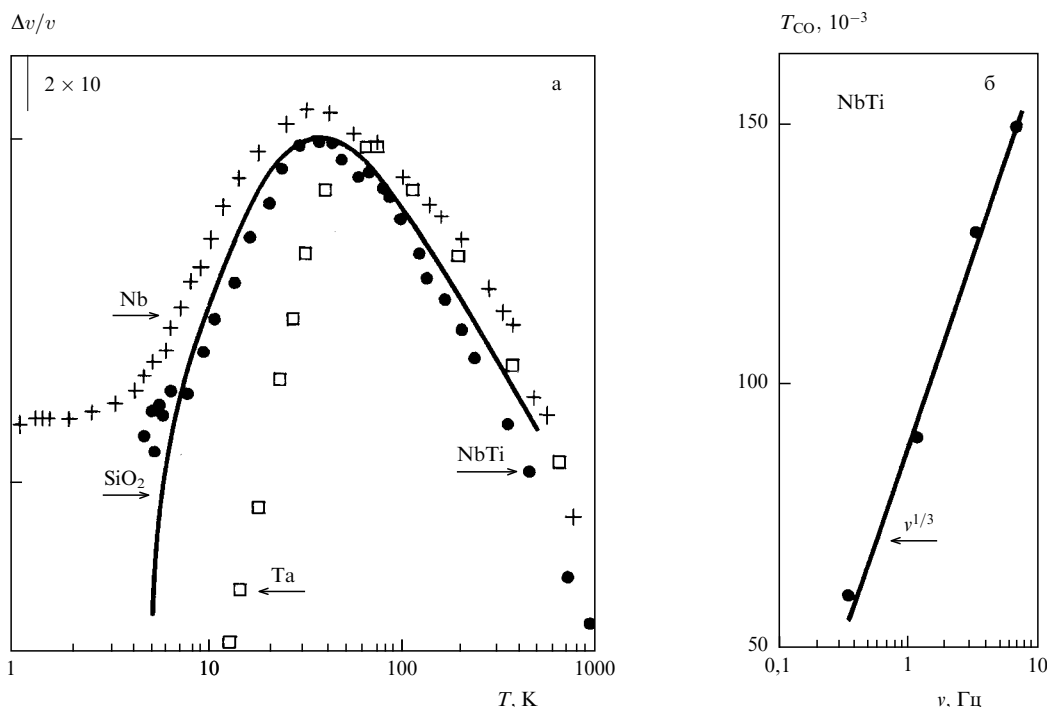 Δv/v
2 × 10
а
Nb
SiO₂
Ta
NbTi
1
10
100
1000
T, K
T_CO, 10⁻³
б
NbTi
150
100
50
ν^1/3
0,1
1
10
ν, Гц